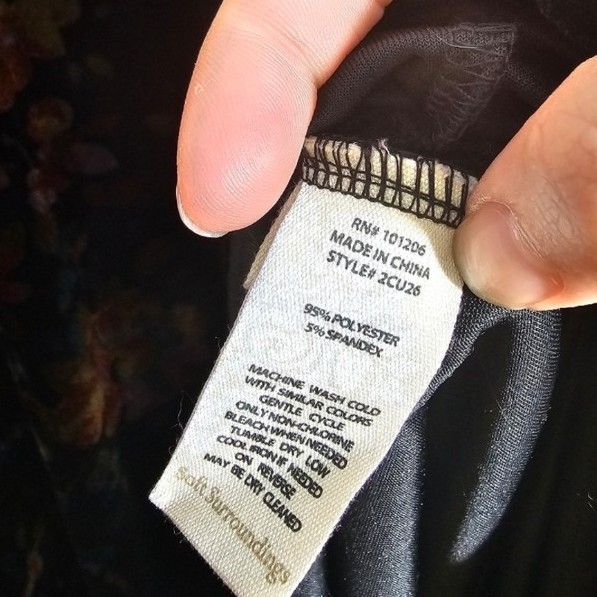 RN# 101206
MADE IN CHINA
STYLE# 2CU26
95% POLYESTER
5% SPANDEX
MACHINE WASH COLD
WITH SIMILAR COLORS
GENTLE CYCLE
ONLY NON-CHLORINE
BLEACH WHEN NEEDED
TUMBLE DRY LOW
COOL IRON IF NEEDED
ON REVERSE
MAY BE DRY CLEANED
Soft Surroundings